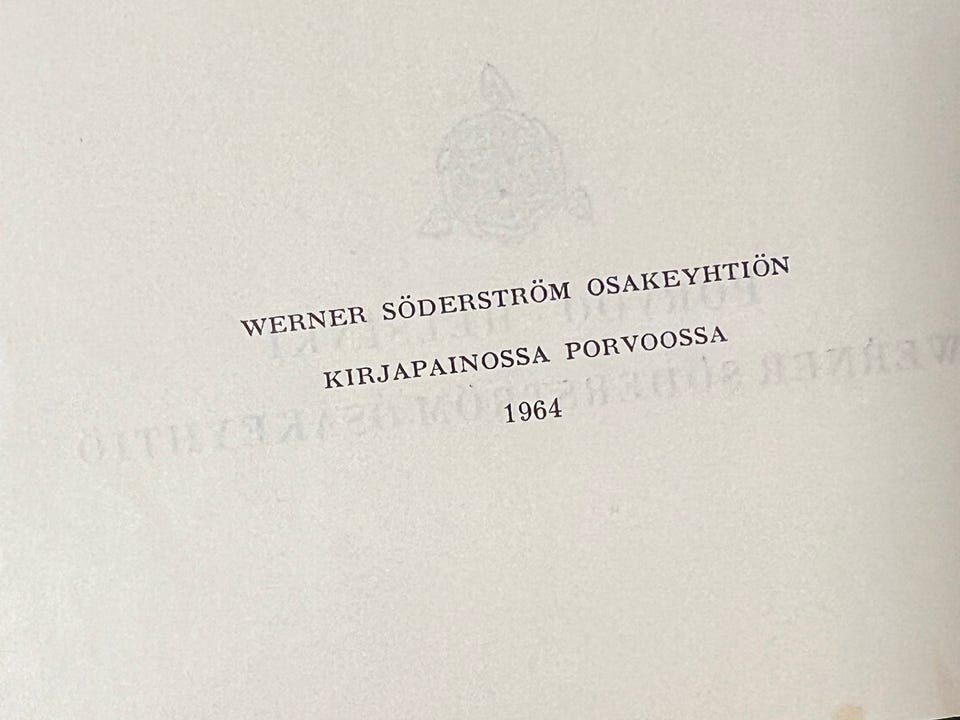 WERNER SÖDERSTRÖM OSAKEYHTIÖN
KIRJAPAINOSSA PORVOOSSA
1964